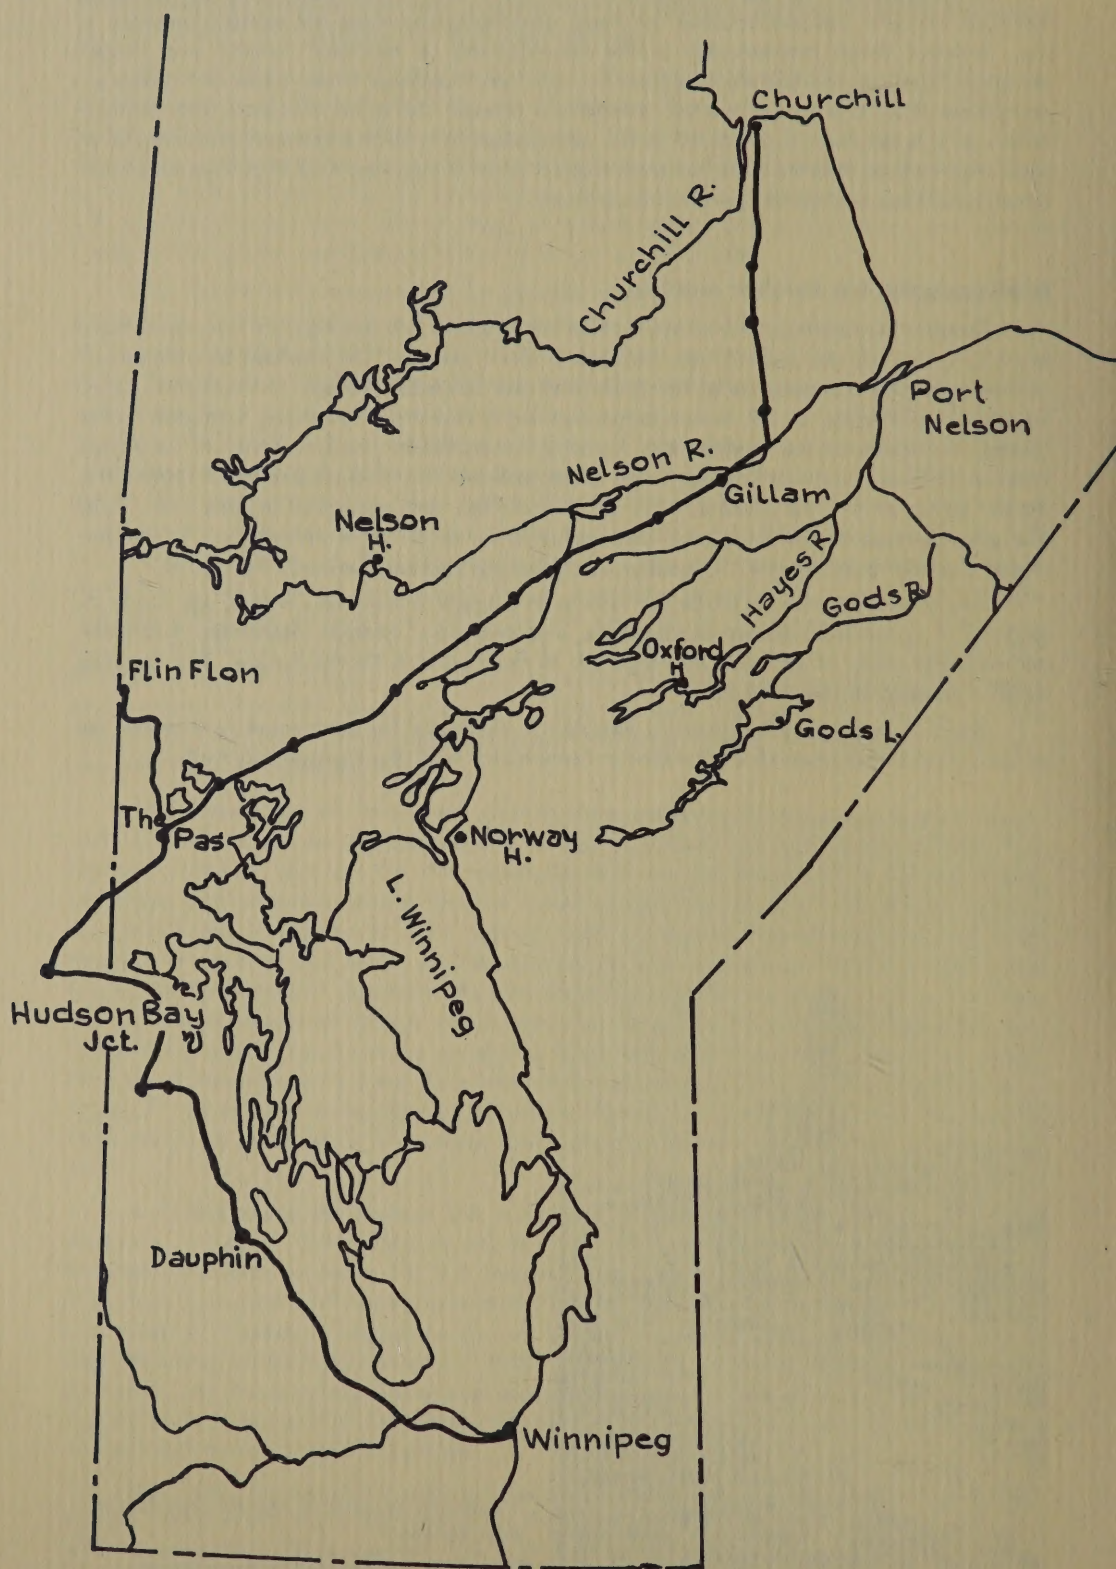 Churchill
Churchill R.
Port
Nelson
Nelson R.
Gillam
Nelson
H.
Hayes R.
Gods R.
Oxford
H
Flin Flon
Gods L.
The
Pas
Norway
H.
L. Winnipeg
Hudson Bay
Jct.
Dauphin
Winnipeg